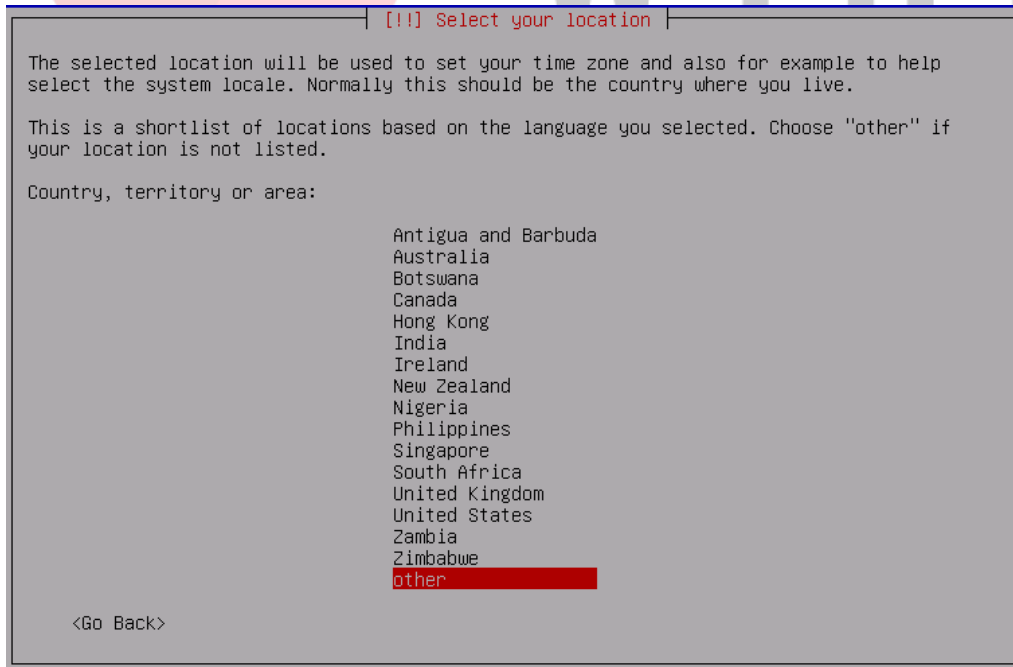 [!!] Select your location
The selected location will be used to set your time zone and also for example to help
select the system locale. Normally this should be the country where you live.
This is a shortlist of locations based on the language you selected. Choose "other" if
your location is not listed.
Country, territory or area:
Antigua and Barbuda
Australia
Botswana
Canada
Hong Kong
India
Ireland
New Zealand
Nigeria
Philippines
Singapore
South Africa
United Kingdom
United States
Zambia
Zimbabwe
other
<Go Back>